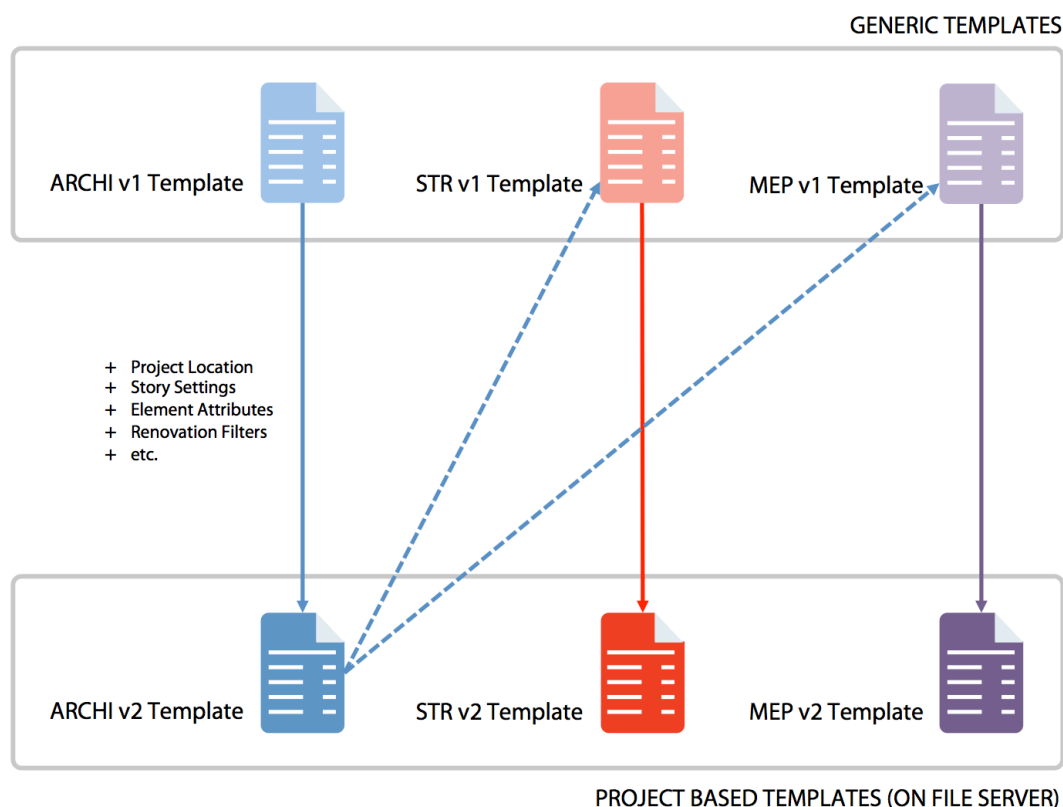 GENERIC TEMPLATES
ARCHI v1 Template
STR v1 Template
MEP v1 Template
+ Project Location
+ Story Settings
+ Element Attributes
+ Renovation Filters
+ etc.
ARCHI v2 Template
STR v2 Template
MEP v2 Template
PROJECT BASED TEMPLATES (ON FILE SERVER)